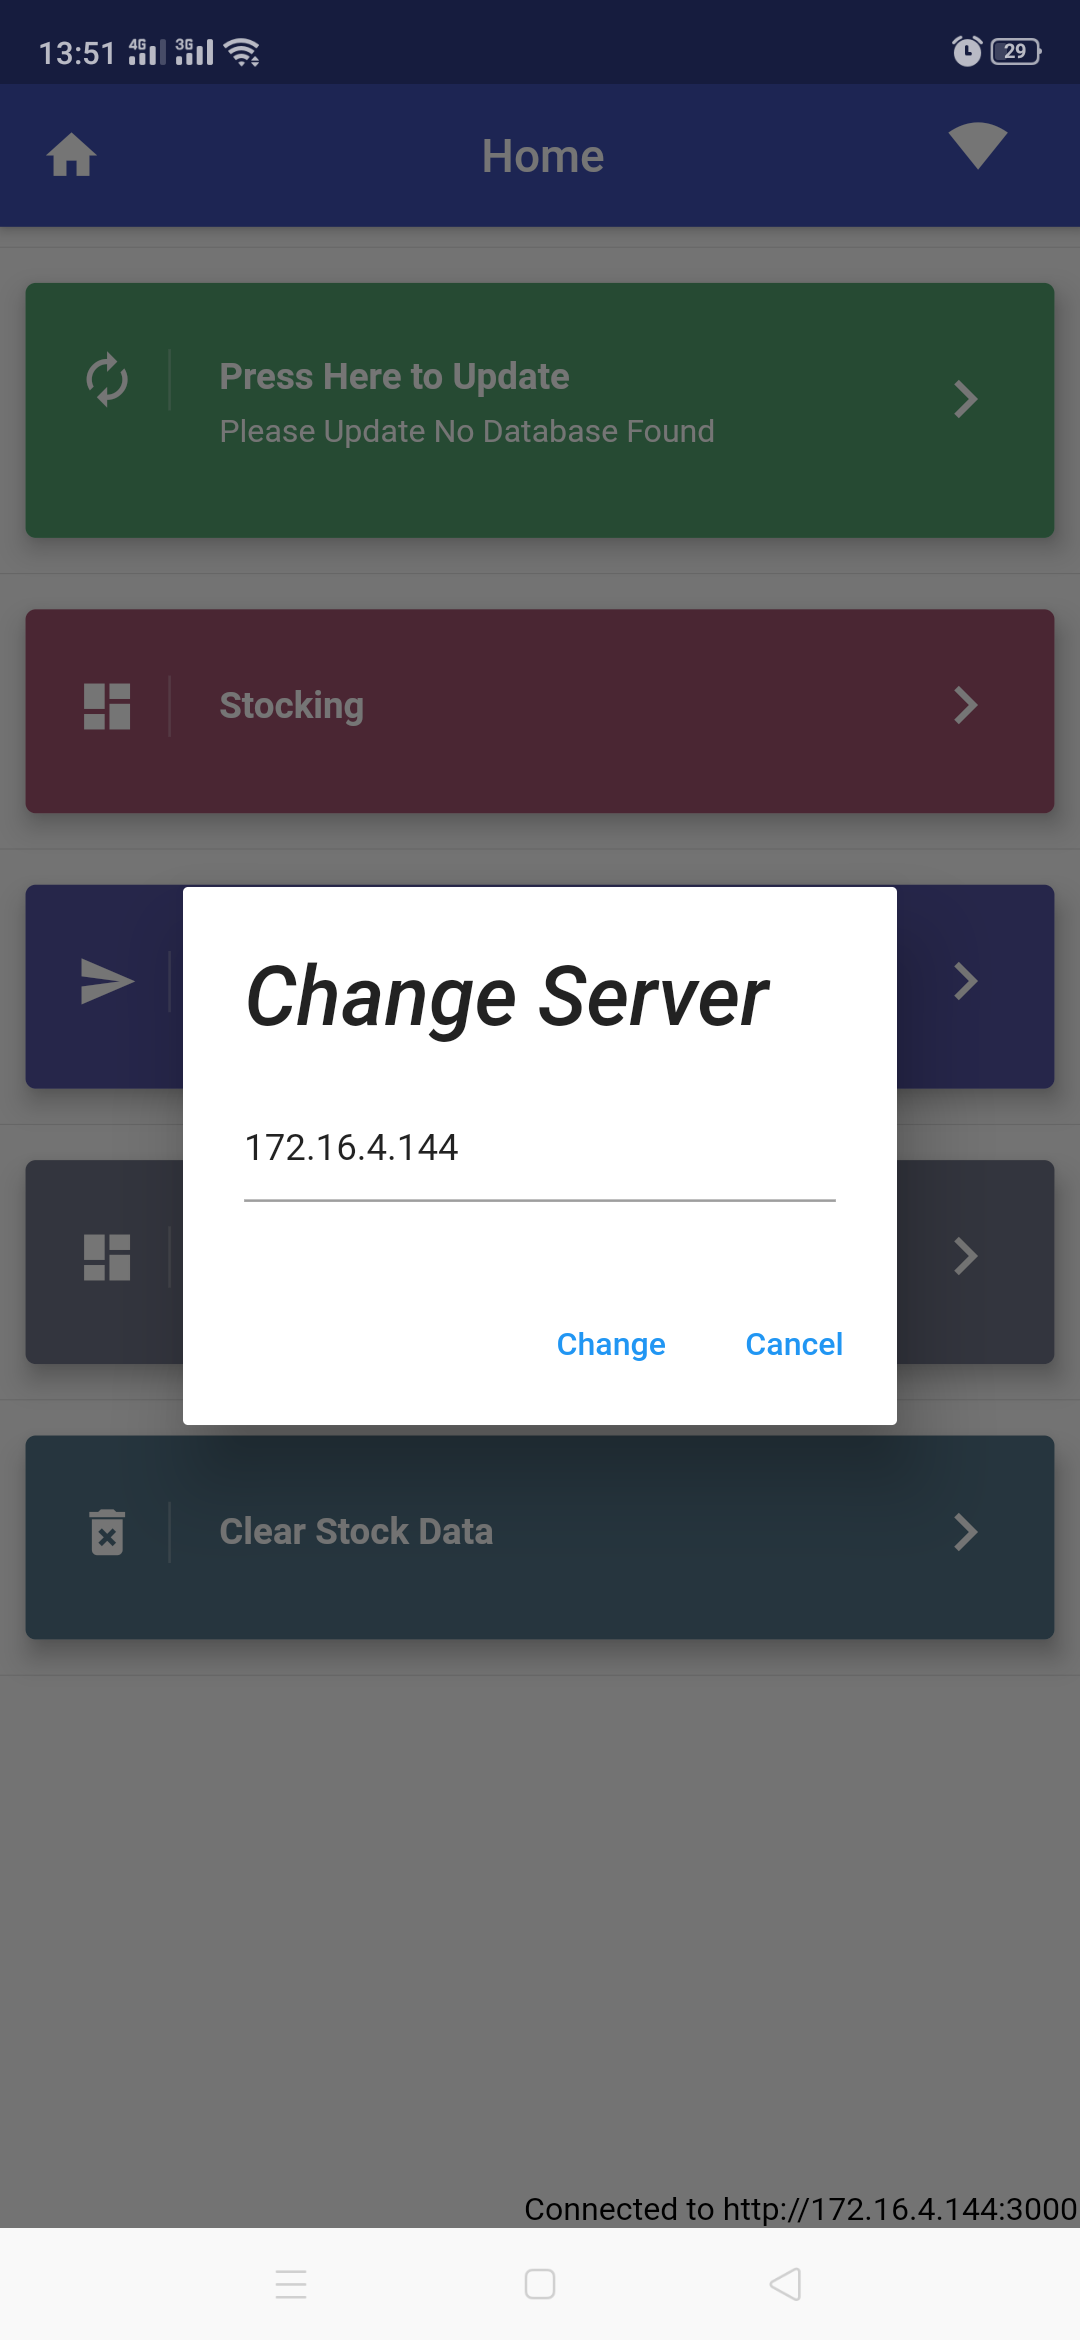 13:51 4G 3G 29
Home
Press Here to Update
Please Update No Database Found
Stocking
Change Server
172.16.4.144
Change Cancel
Clear Stock Data
Connected to http://172.16.4.144:3000